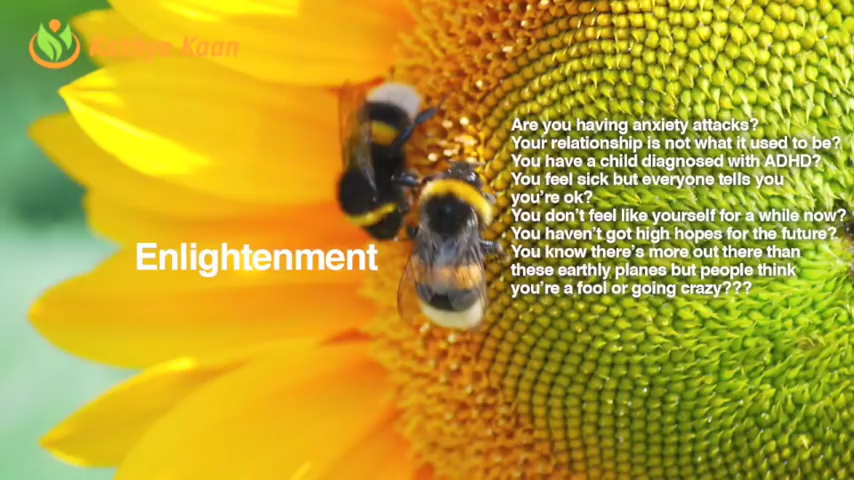 Kaan
Enlightenment
Are you having anxiety attacks?
Your relationship is not what it used to be?
You have a child diagnosed with ADHD?
You feel sick but everyone tells you
you're ok?
You don't feel like yourself for a while now?
You haven't got high hopes for the future?
You know there's more out there than
these earthly planes but people think
you're a fool or going crazy???